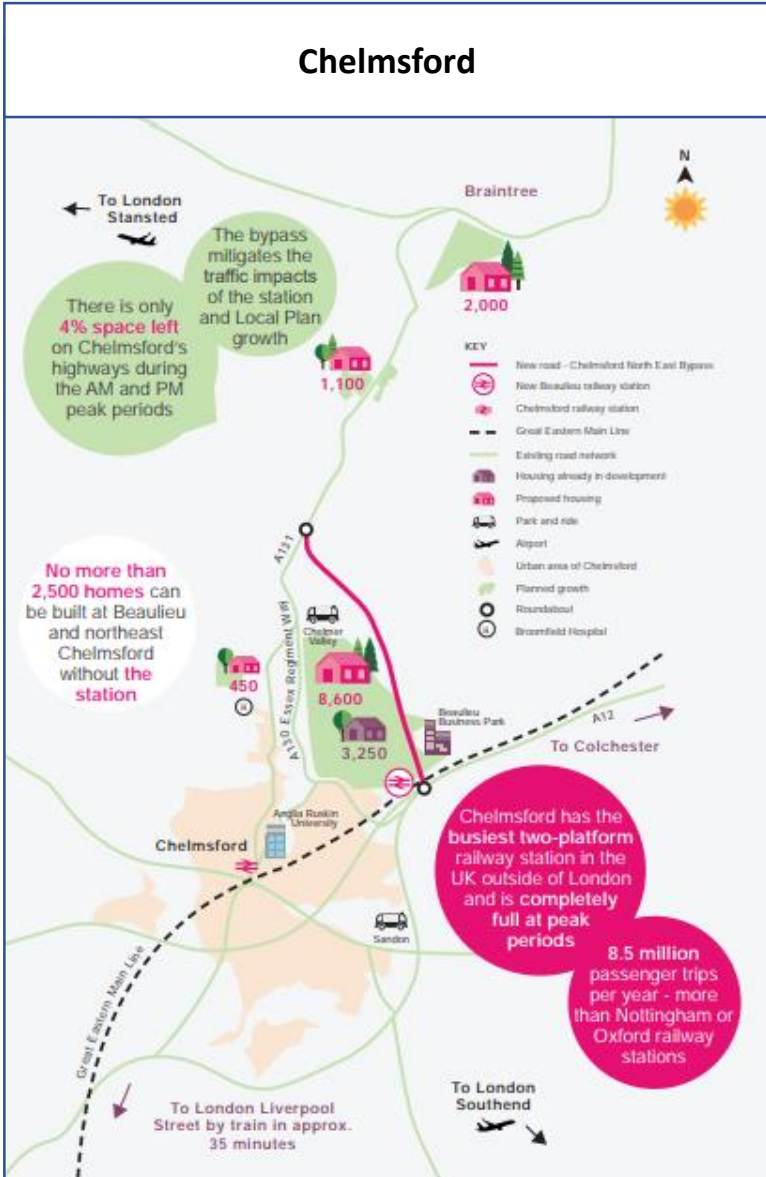 Chelmsford
N
To London
Stansted
Braintree
The bypass
mitigates the
traffic impacts
of the station
and Local Plan
growth
There is only
4% space left
on Chelmsford's
highways during
the AM and PM
peak periods
2,000
1,100
KEY
New road - Chelmsford North East Bypass
New Beaulieu railway station
Chelmsford railway station
Great Eastern Main Line
Existing road network
Housing already in development
Proposed housing
Park and ride
Airport
Urban area of Chelmsford
Planned growth
Roundabout
H
Broomfield Hospital
A131
No more than
2,500 homes can
be built at Beaulieu
and northeast
Chelmsford
without the
station
Chelmer
Valley
A130 Essex Regiment Way
450
H
8,600
3,250
Beaulieu
Business Park
A12
To Colchester
Anglia Ruskin
University
Chelmsford
Chelmsford has the
busiest two-platform
railway station in the
UK outside of London
and is completely
full at peak
periods
Sandon
8.5 million
passenger trips
per year - more
than Nottingham or
Oxford railway
stations
Great Eastern Main Line
To London Liverpool
Street by train in approx.
35 minutes
To London
Southend